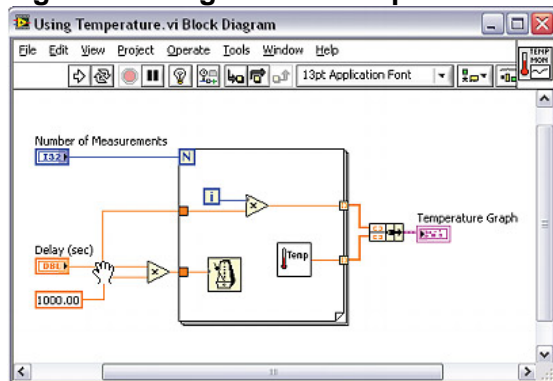 Using Temperature.vi Block Diagram
File Edit View Project Operate Tools Window Help
TEMP
MON
13pt Application Font
Number of Measurements
I32
N
i
Temperature Graph
Delay (sec)
DBL
Temp
1000.00